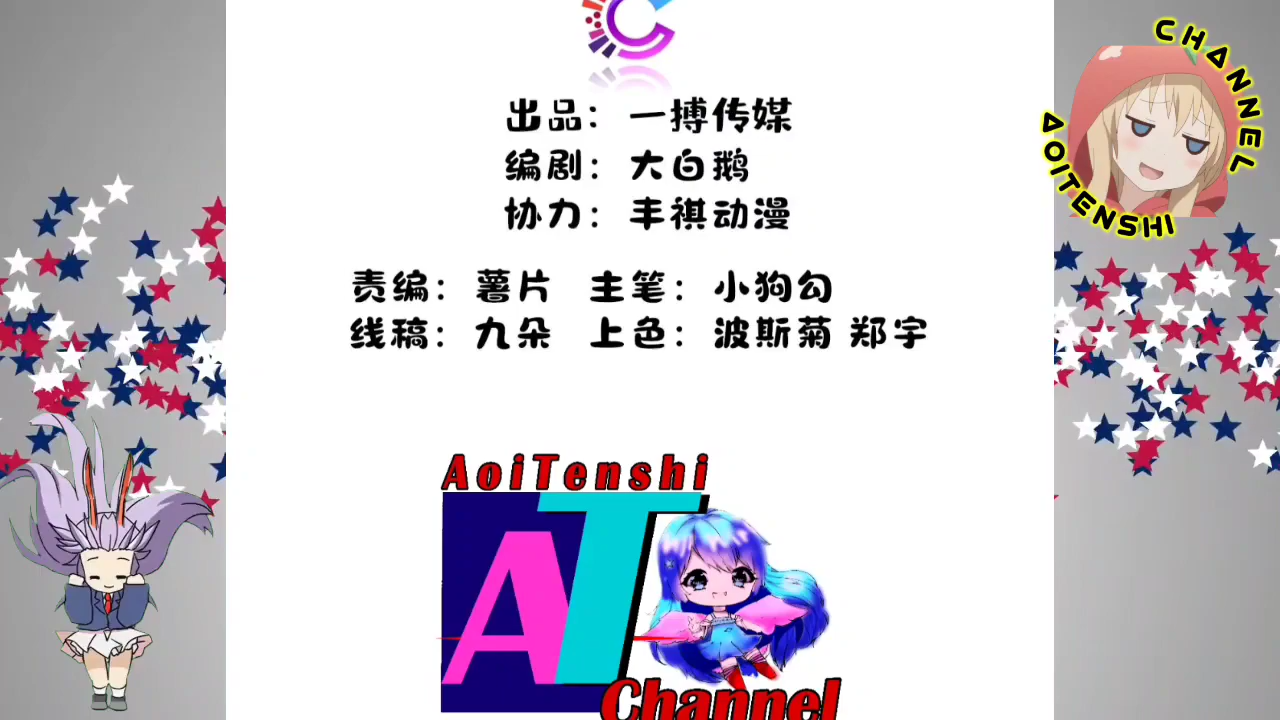 出品：一搏传媒
编剧：大白鹅
协力：丰祺动漫
责编：薯片 主笔：小狗勾
线稿：九朵 上色：波斯菊 郑宇
CHANNEL
AOITENSHI
AoiTenshi
AT
Channel